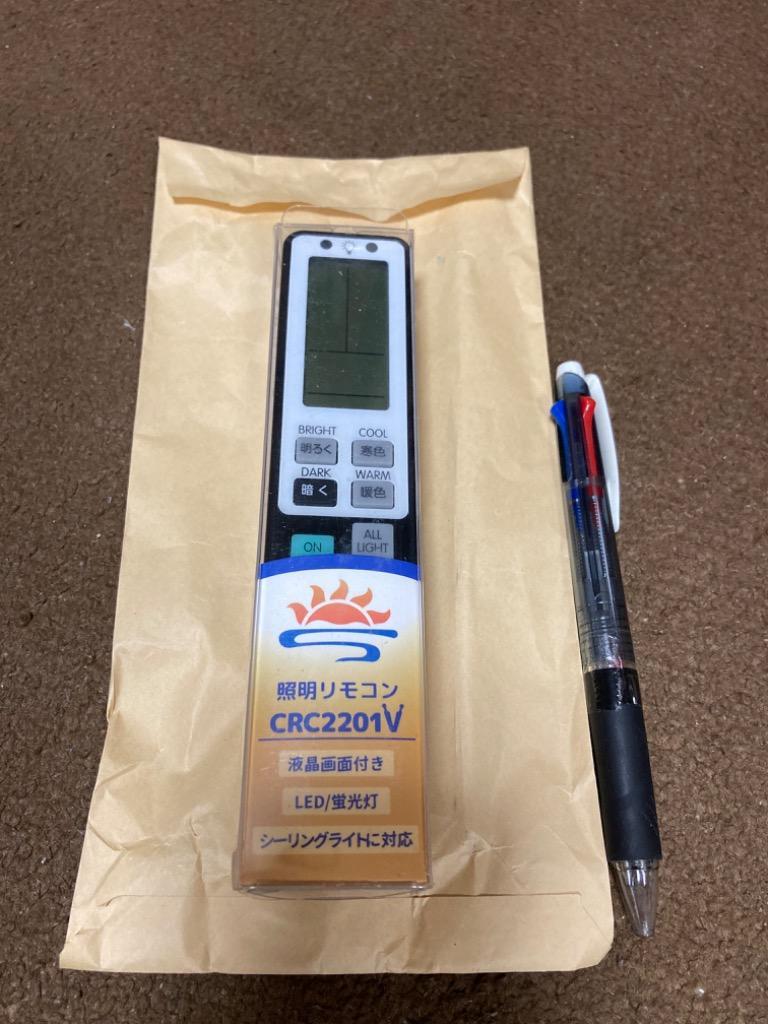 BRIGHT COOL
明るく 寒色
DARK WARM
暗く 暖色
ON ALL LIGHT
照明リモコン
CRC2201V
液晶画面付き
LED/蛍光灯
シーリングライトに対応